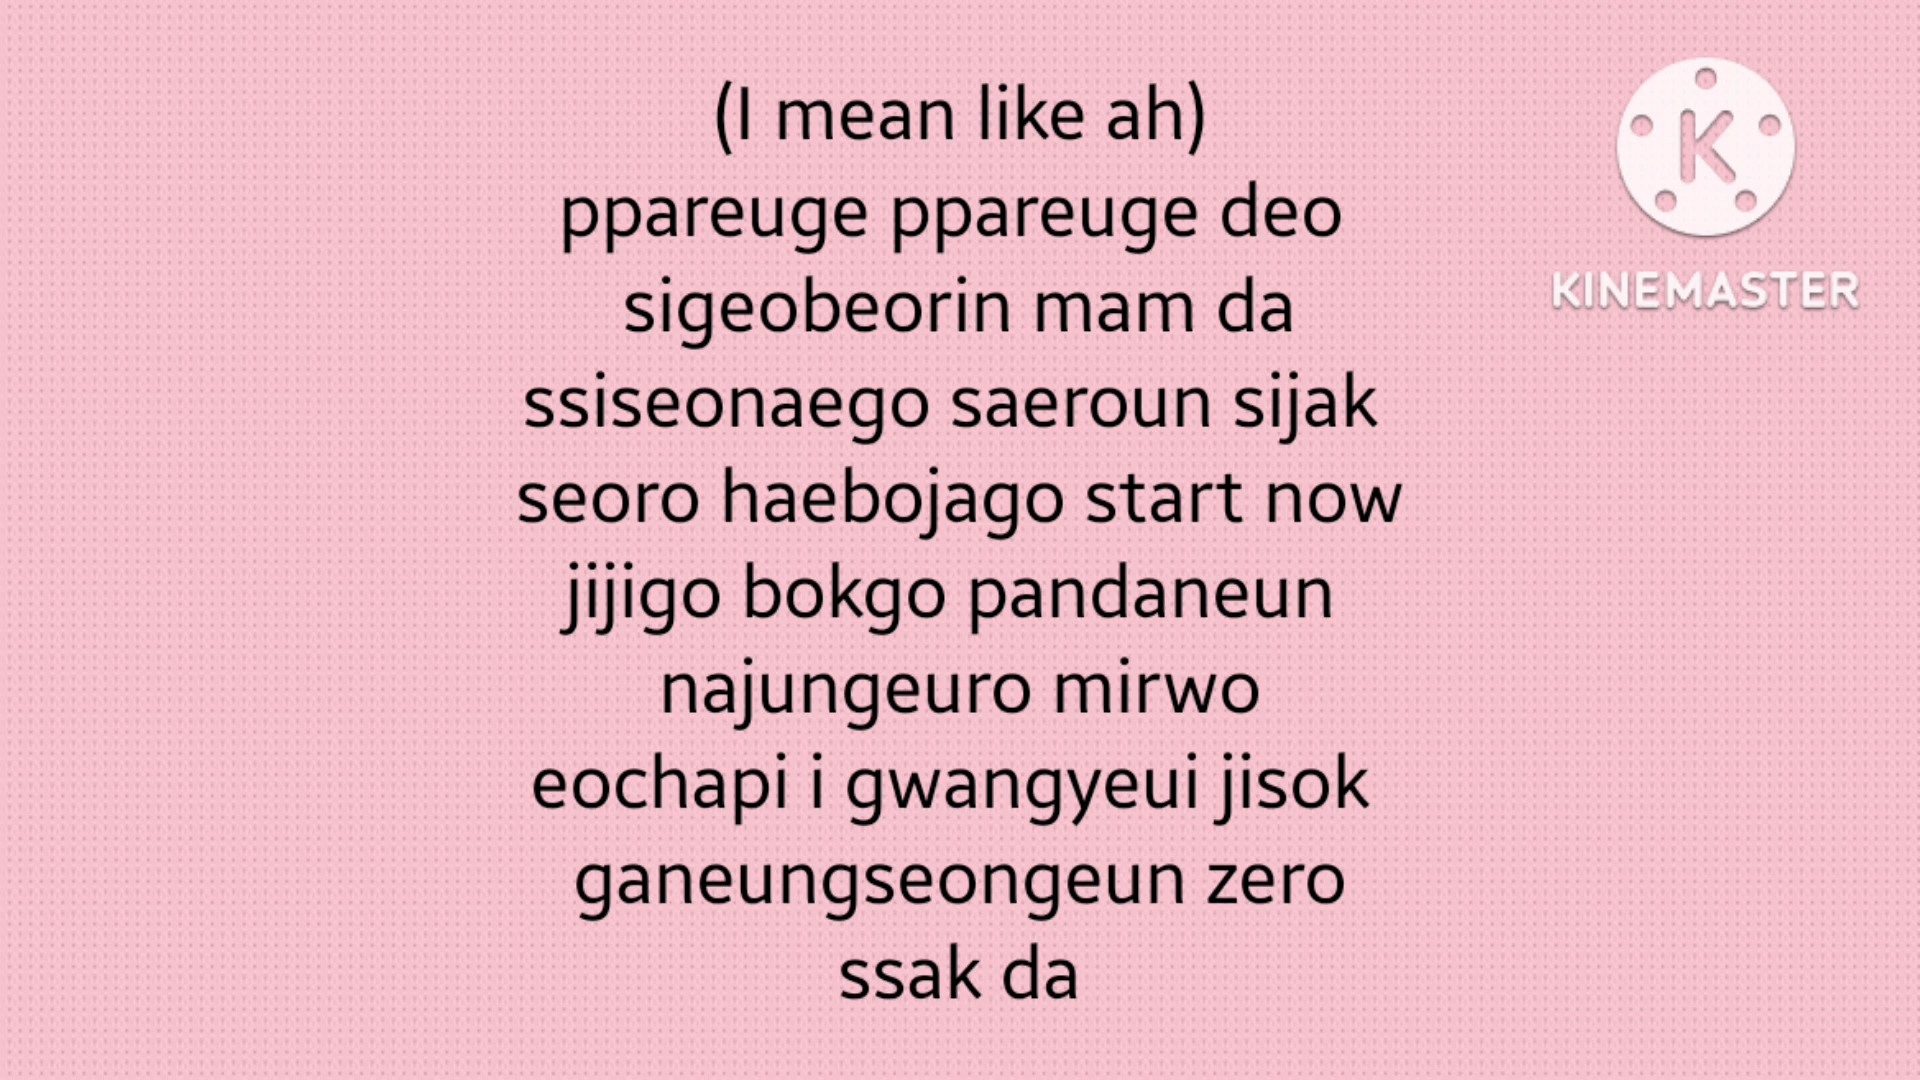 (I mean like ah)
ppareuge ppareuge deo
sigeobeorin mam da
ssiseonaego saeroun sijak
seoro haebojago start now
jijigo bokgo pandaneun
najungeuro mirwo
eochapi i gwangyeui jisok
ganeungseongeun zero
ssak da
K
KINEMASTER